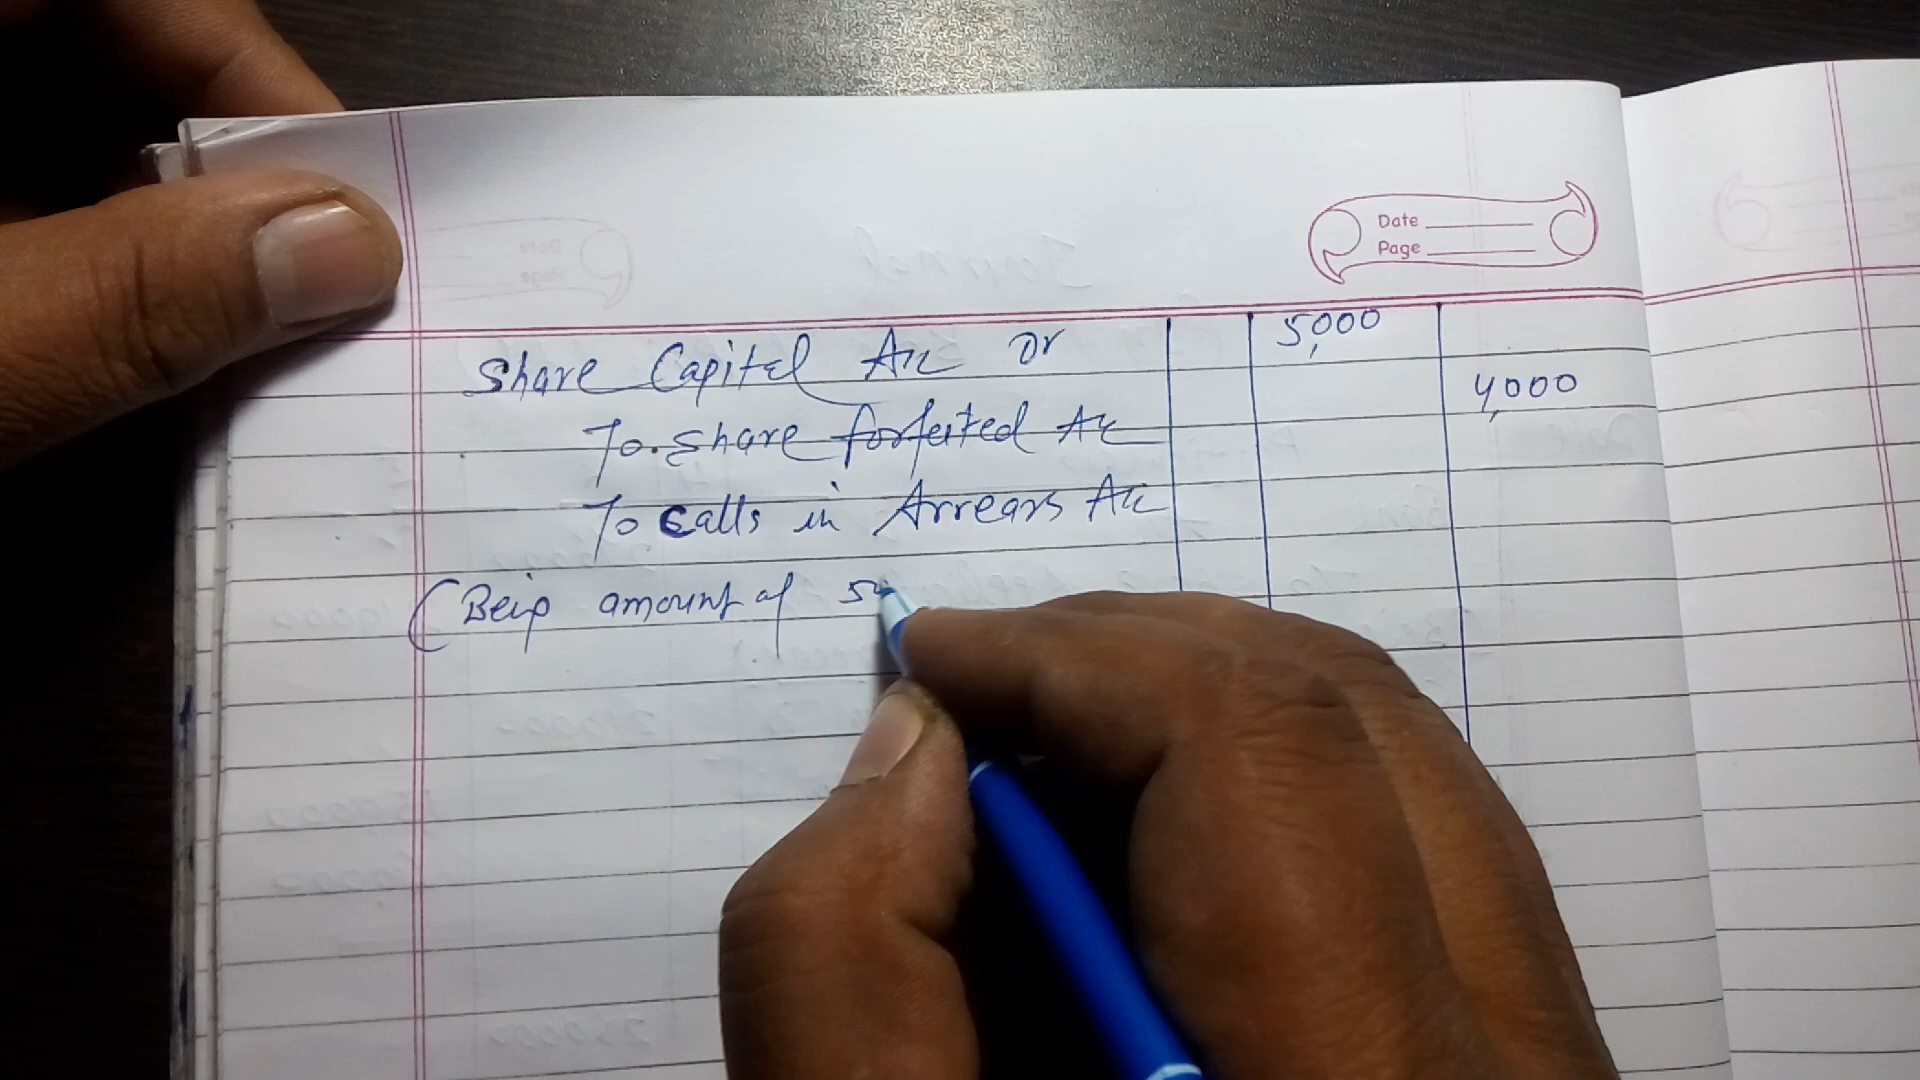 Date
Page
Share Capital A/c Dr 5,000
4,000
To Share forfeited A/c
To Calls in Arrears A/c
(Being amount of